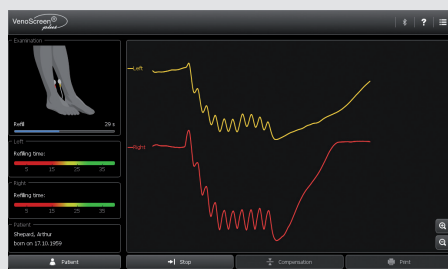 VenoScreen plus
?
Examination
Refill 29 s
Left
Refilling time:
5 15 25 35
Right
Refilling time:
5 15 25 35
Patient
Shepard, Arthur
born on 17.10.1959
Left
Right
Patient
Stop
Compensation
Print